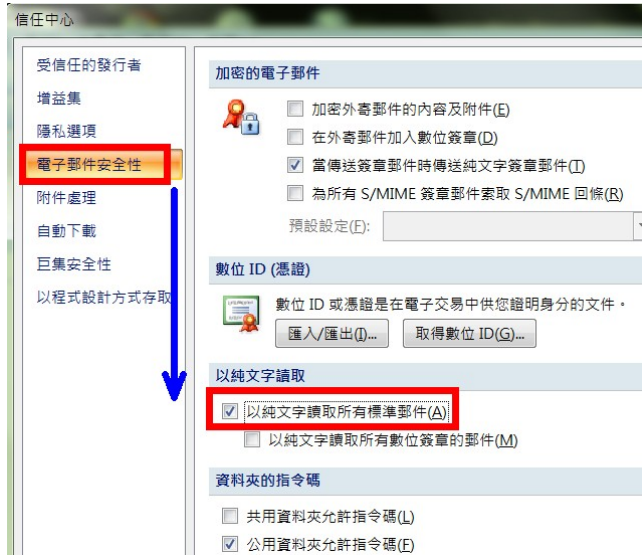 信任中心
受信任的發行者
增益集
隱私選項
電子郵件安全性
附件處理
自動下載
巨集安全性
以程式設計方式存取
加密的電子郵件
加密外寄郵件的內容及附件(E)
在外寄郵件加入數位簽章(D)
當傳送簽章郵件時傳送純文字簽章郵件(T)
為所有 S/MIME 簽章郵件索取 S/MIME 回條(R)
預設設定(F):
數位 ID (憑證)
數位 ID 或憑證是在電子交易中供您證明身分的文件。
匯入/匯出(I)... 取得數位 ID(G)...
以純文字讀取
以純文字讀取所有標準郵件(A)
以純文字讀取所有數位簽章的郵件(M)
資料夾的指令碼
共用資料夾允許指令碼(L)
公用資料夾允許指令碼(F)